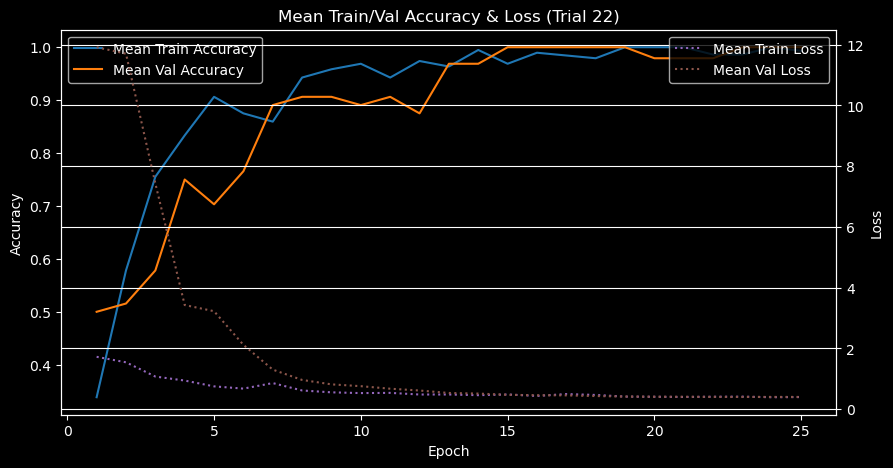 Mean Train/Val Accuracy & Loss (Trial 22)
Mean Train Accuracy
Mean Val Accuracy
Mean Train Loss
Mean Val Loss
Accuracy
1.0
0.9
0.8
0.7
0.6
0.5
0.4
12
10
8
6
4
2
0
Loss
0
5
10
15
20
25
Epoch